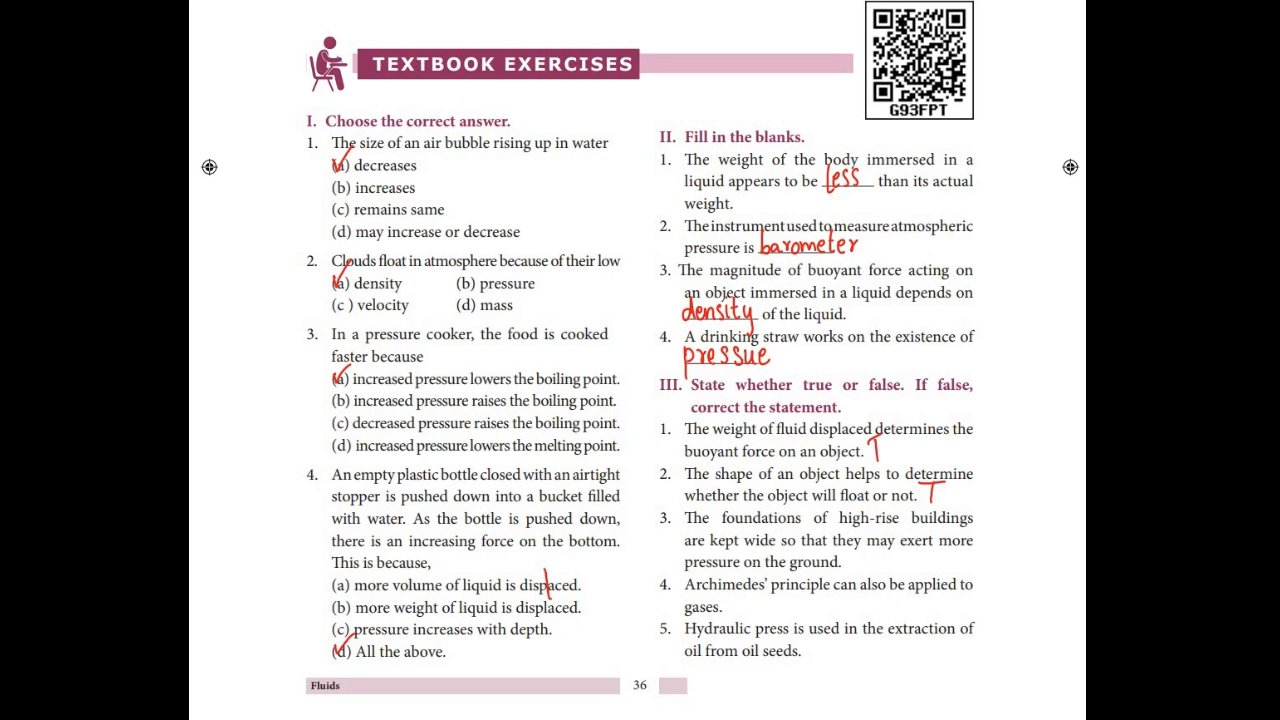 TEXTBOOK EXERCISES
G93FPT
I. Choose the correct answer.
1. The size of an air bubble rising up in water
(a) decreases
(b) increases
(c) remains same
(d) may increase or decrease
2. Clouds float in atmosphere because of their low
(a) density (b) pressure
(c ) velocity (d) mass
3. In a pressure cooker, the food is cooked
faster because
(a) increased pressure lowers the boiling point.
(b) increased pressure raises the boiling point.
(c) decreased pressure raises the boiling point.
(d) increased pressure lowers the melting point.
4. An empty plastic bottle closed with an airtight
stopper is pushed down into a bucket filled
with water. As the bottle is pushed down,
there is an increasing force on the bottom.
This is because,
(a) more volume of liquid is displaced.
(b) more weight of liquid is displaced.
(c) pressure increases with depth.
(d) All the above.
II. Fill in the blanks.
1. The weight of the body immersed in a
liquid appears to be less than its actual
weight.
2. The instrument used to measure atmospheric
pressure is barometer
3. The magnitude of buoyant force acting on
an object immersed in a liquid depends on
density of the liquid.
4. A drinking straw works on the existence of
pressue
III. State whether true or false. If false,
correct the statement.
1. The weight of fluid displaced determines the
buoyant force on an object. T
2. The shape of an object helps to determine
whether the object will float or not. T
3. The foundations of high-rise buildings
are kept wide so that they may exert more
pressure on the ground.
4. Archimedes' principle can also be applied to
gases.
5. Hydraulic press is used in the extraction of
oil from oil seeds.
Fluids 36